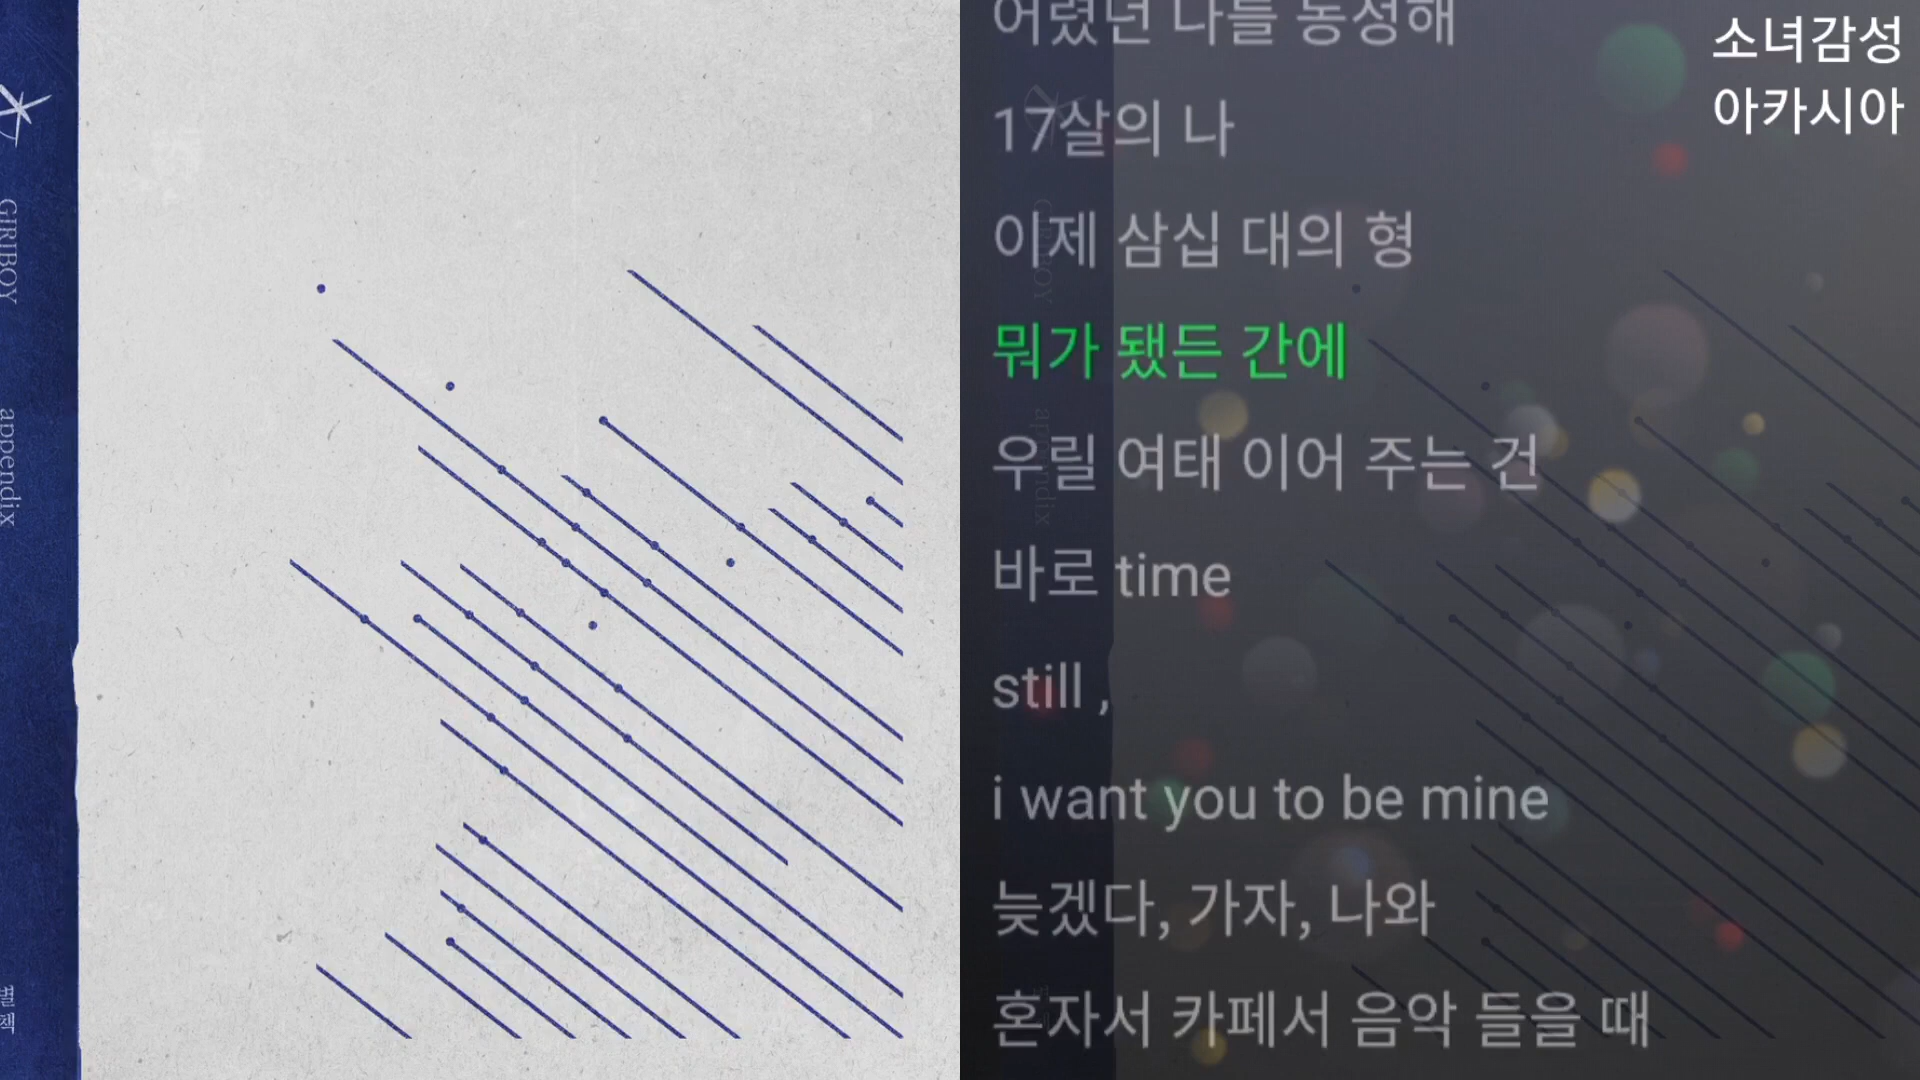 GIRIBOY
appendix
별책
어렸던 나를 동정해
17살의 나
이제 삼십 대의 형
뭐가 됐든 간에
우릴 여태 이어 주는 건
바로 time
still ,
i want you to be mine
늦겠다, 가자, 나와
혼자서 카페서 음악 들을 때
소녀감성
아카시아